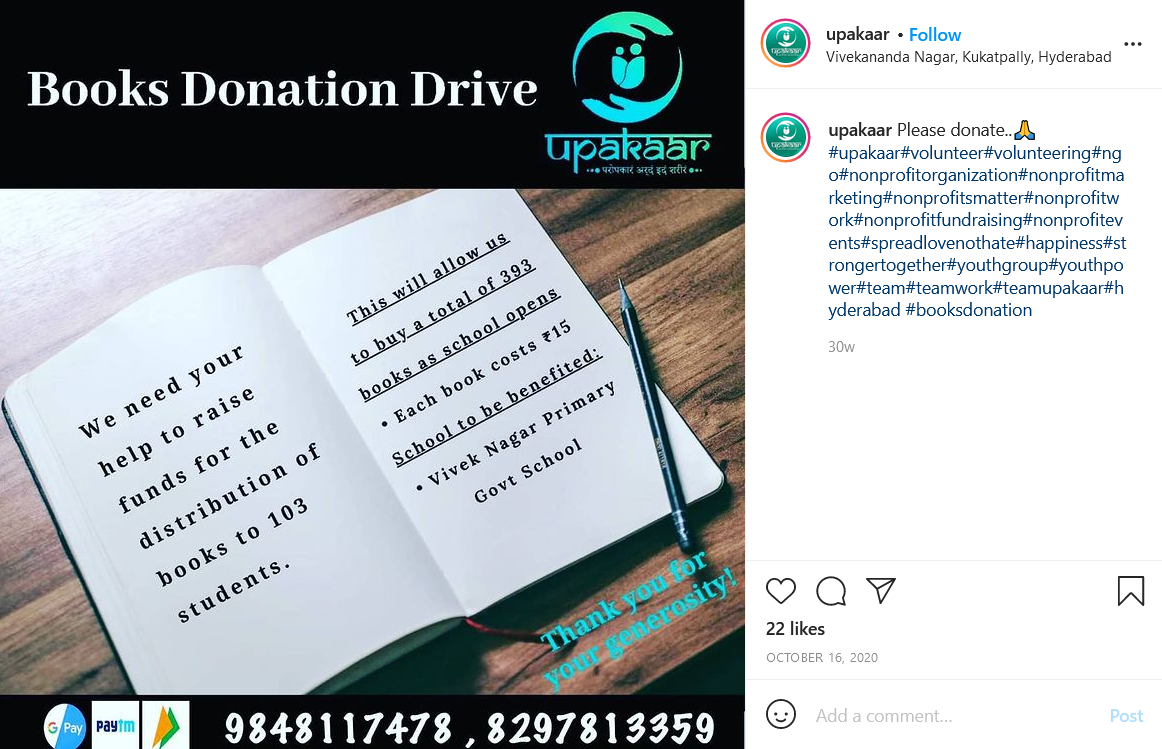 Books Donation Drive
upakaar
परोपकारं अर्द्दं इदं शरीरं
We need your
help to raise
funds for the
distribution of
books to 103
students.
This will allow us
to buy a total of 393
books as school opens
• Each book costs ₹15
School to be benefited:
• Vivek Nagar Primary
Govt School
Thank you for
your generosity!
G Pay
paytm
9848117478 , 8297813359
upakaar • Follow
Vivekananda Nagar, Kukatpally, Hyderabad
upakaar Please donate..🙏
#upakaar#volunteer#volunteering#ng
o#nonprofitorganization#nonprofitma
rketing#nonprofitsmatter#nonprofitw
ork#nonprofitfundraising#nonprofitev
ents#spreadlovenothate#happiness#st
rongertogether#youthgroup#youthpo
wer#team#teamwork#teamupakaar#h
yderabad #booksdonation
30w
22 likes
OCTOBER 16, 2020
Add a comment...
Post